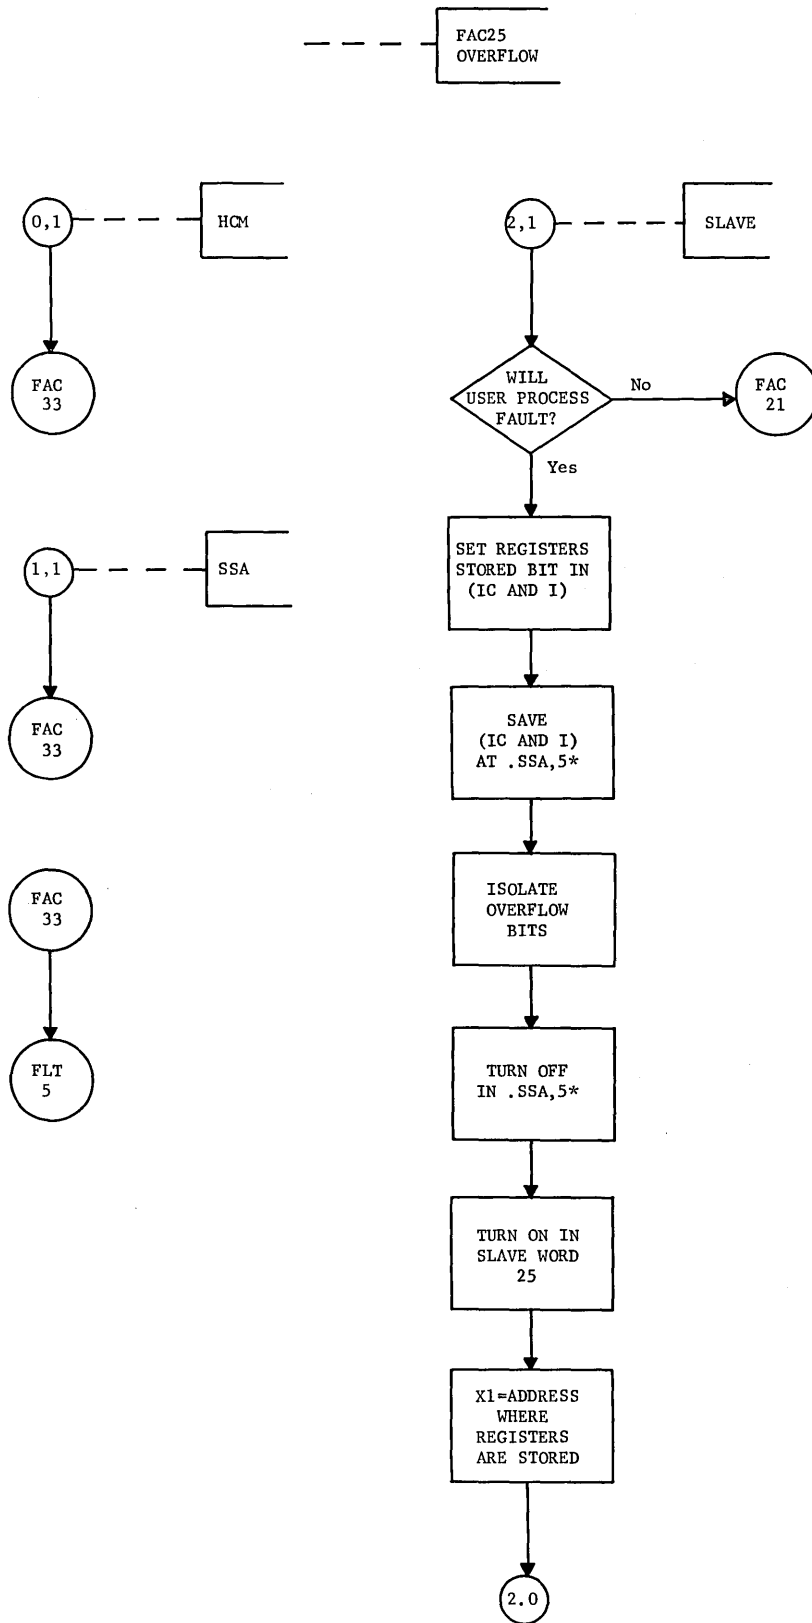 FAC25
OVERFLOW
0,1
HCM
FAC
33
1,1
SSA
FAC
33
FAC
33
FLT
5
2,1
SLAVE
WILL
USER PROCESS
FAULT?
No
FAC
21
Yes
SET REGISTERS
STORED BIT IN
(IC AND I)
SAVE
(IC AND I)
AT .SSA,5*
ISOLATE
OVERFLOW
BITS
TURN OFF
IN .SSA,5*
TURN ON IN
SLAVE WORD
25
X1=ADDRESS
WHERE
REGISTERS
ARE STORED
2.0